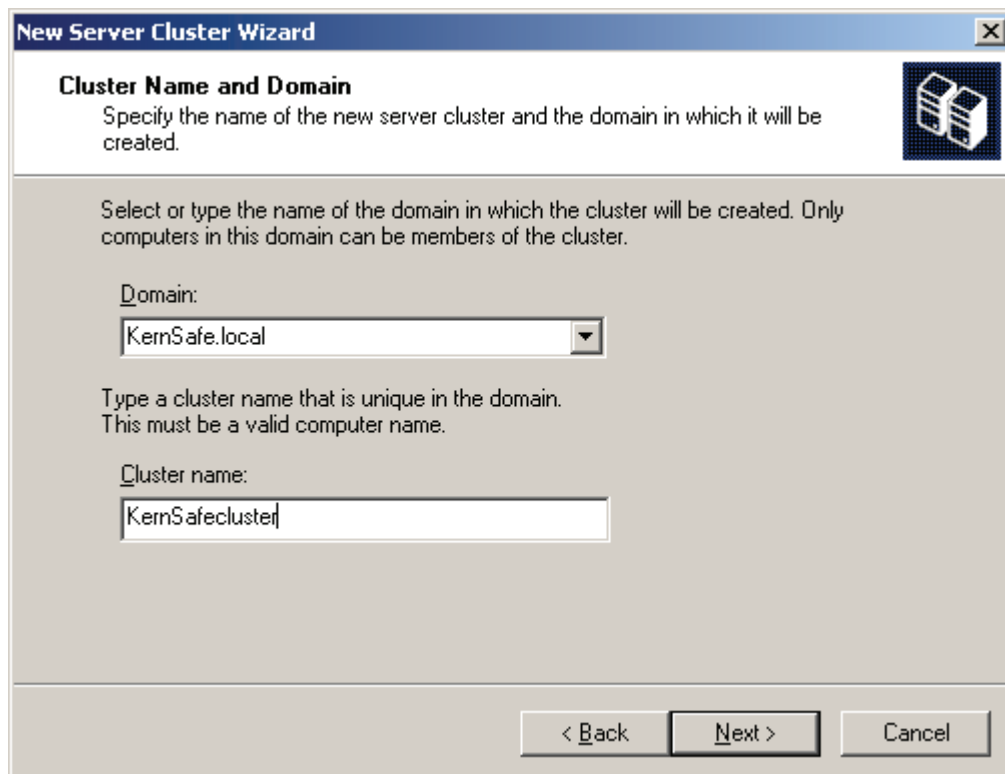 New Server Cluster Wizard
Cluster Name and Domain
Specify the name of the new server cluster and the domain in which it will be
created.
Select or type the name of the domain in which the cluster will be created. Only
computers in this domain can be members of the cluster.
Domain:
KernSafe.local
Type a cluster name that is unique in the domain.
This must be a valid computer name.
Cluster name:
KernSafecluster
< Back Next > Cancel